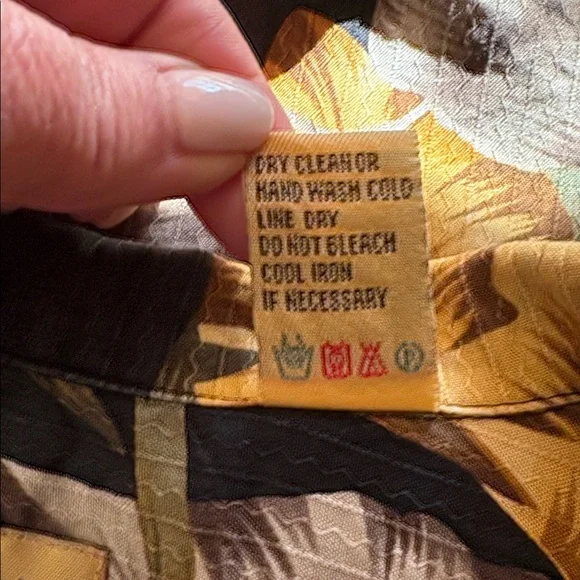 DRY CLEAN OR
HAND WASH COLD
LINE DRY
DO NOT BLEACH
COOL IRON
IF NECESSARY
P